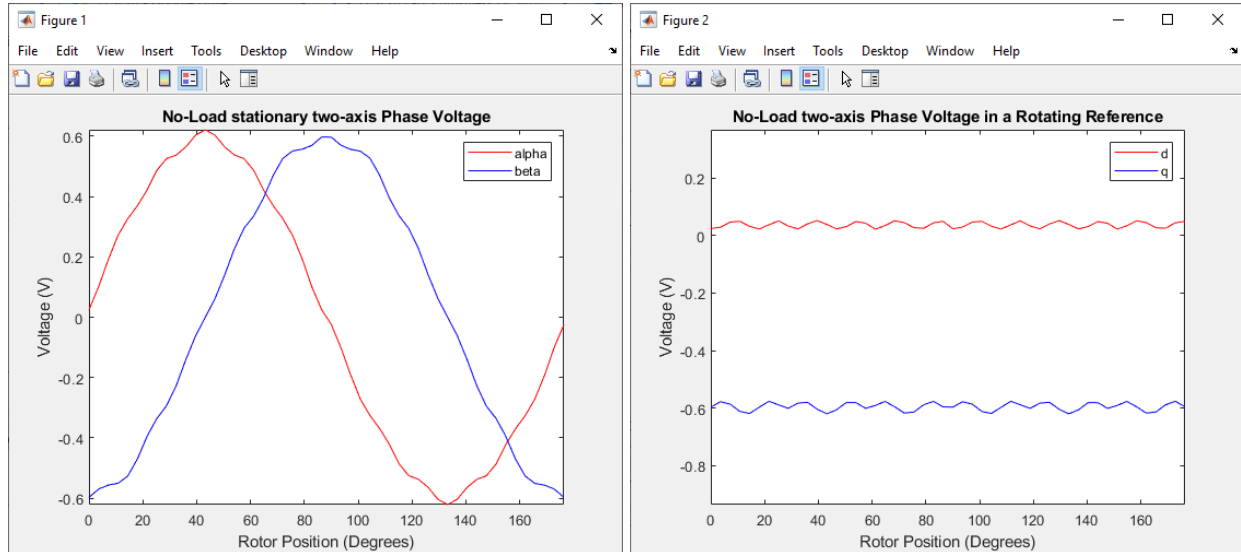 Figure 1
File Edit View Insert Tools Desktop Window Help
No-Load stationary two-axis Phase Voltage
alpha
beta
0.6
0.4
0.2
0
-0.2
-0.4
-0.6
Voltage (V)
0 20 40 60 80 100 120 140 160
Rotor Position (Degrees)
Figure 2
File Edit View Insert Tools Desktop Window Help
No-Load two-axis Phase Voltage in a Rotating Reference
d
q
0.2
0
-0.2
-0.4
-0.6
-0.8
Voltage (V)
0 20 40 60 80 100 120 140 160
Rotor Position (Degrees)